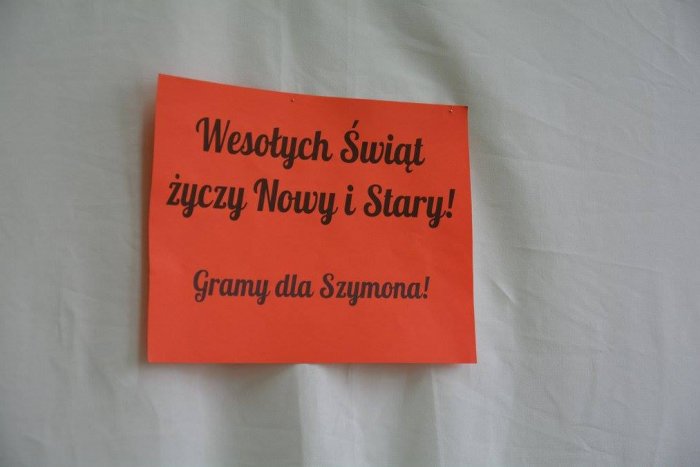 Wesołych Świąt
życzy Nowy i Stary!
Gramy dla Szymona!